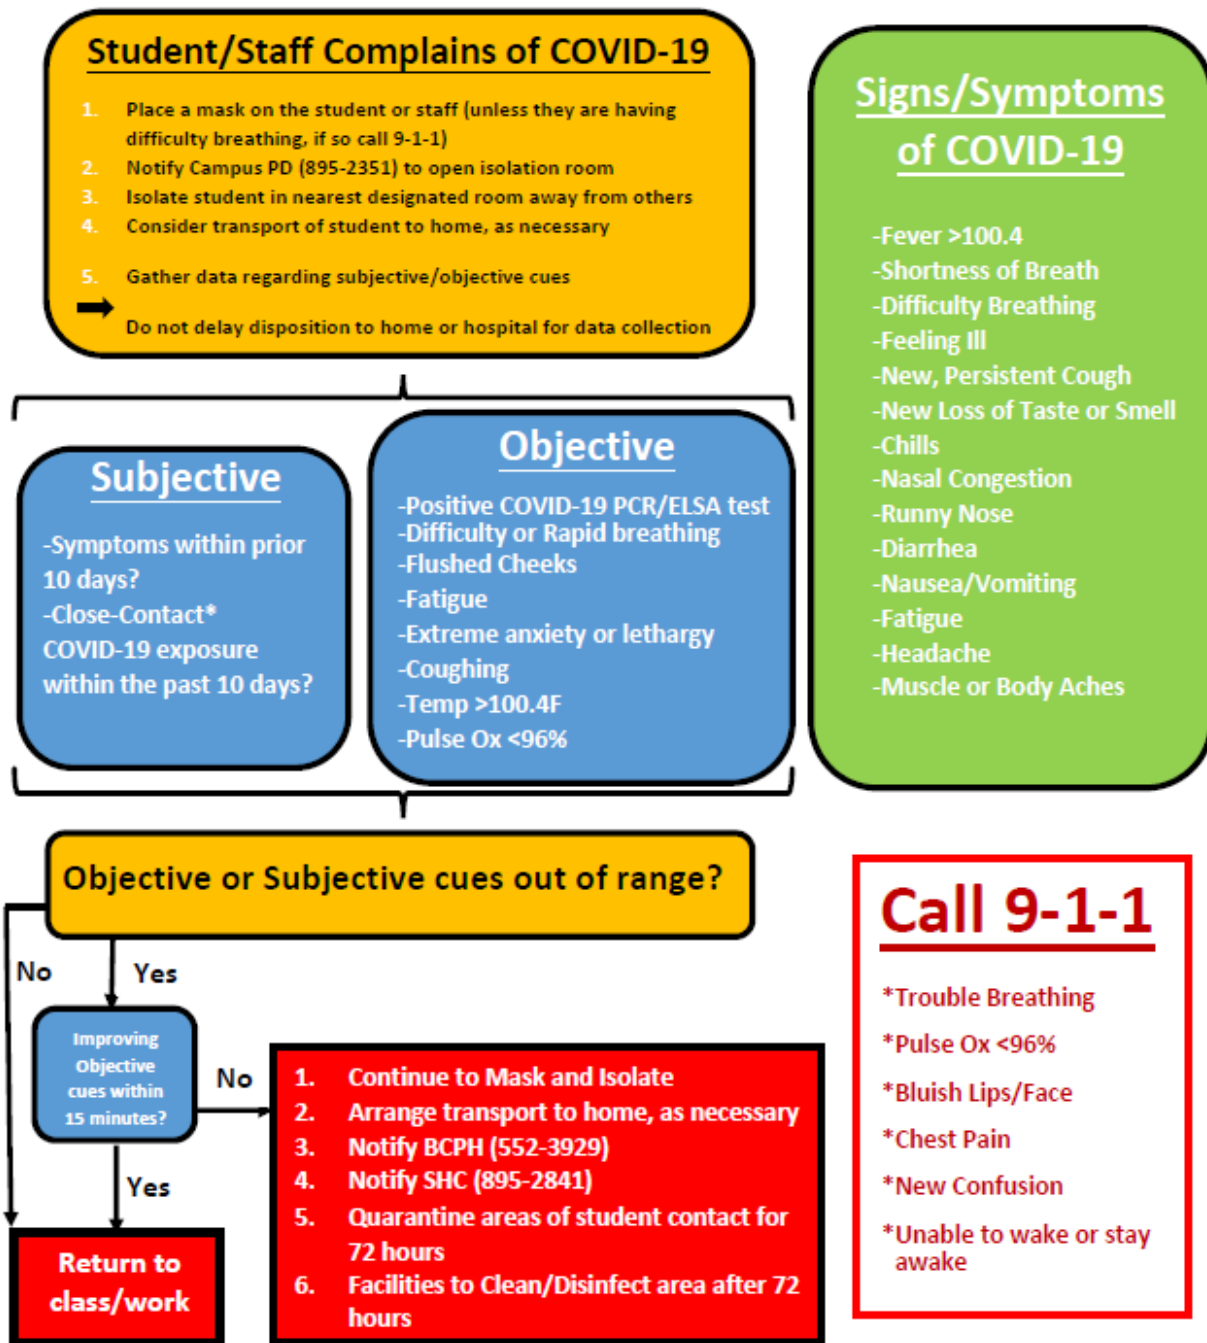 Student/Staff Complains of COVID-19
1. Place a mask on the student or staff (unless they are having
difficulty breathing, if so call 9-1-1)
2. Notify Campus PD (895-2351) to open isolation room
3. Isolate student in nearest designated room away from others
4. Consider transport of student to home, as necessary
5. Gather data regarding subjective/objective cues
Do not delay disposition to home or hospital for data collection
Signs/Symptoms
of COVID-19
-Fever >100.4
-Shortness of Breath
-Difficulty Breathing
-Feeling Ill
-New, Persistent Cough
-New Loss of Taste or Smell
-Chills
-Nasal Congestion
-Runny Nose
-Diarrhea
-Nausea/Vomiting
-Fatigue
-Headache
-Muscle or Body Aches
Subjective
-Symptoms within prior
10 days?
-Close-Contact*
COVID-19 exposure
within the past 10 days?
Objective
-Positive COVID-19 PCR/ELSA test
-Difficulty or Rapid breathing
-Flushed Cheeks
-Fatigue
-Extreme anxiety or lethargy
-Coughing
-Temp >100.4F
-Pulse Ox <96%
Objective or Subjective cues out of range?
No
Yes
Improving
Objective
cues within
15 minutes?
No
Yes
Return to
class/work
1. Continue to Mask and Isolate
2. Arrange transport to home, as necessary
3. Notify BCPH (552-3929)
4. Notify SHC (895-2841)
5. Quarantine areas of student contact for
72 hours
6. Facilities to Clean/Disinfect area after 72
hours
Call 9-1-1
*Trouble Breathing
*Pulse Ox <96%
*Bluish Lips/Face
*Chest Pain
*New Confusion
*Unable to wake or stay
awake